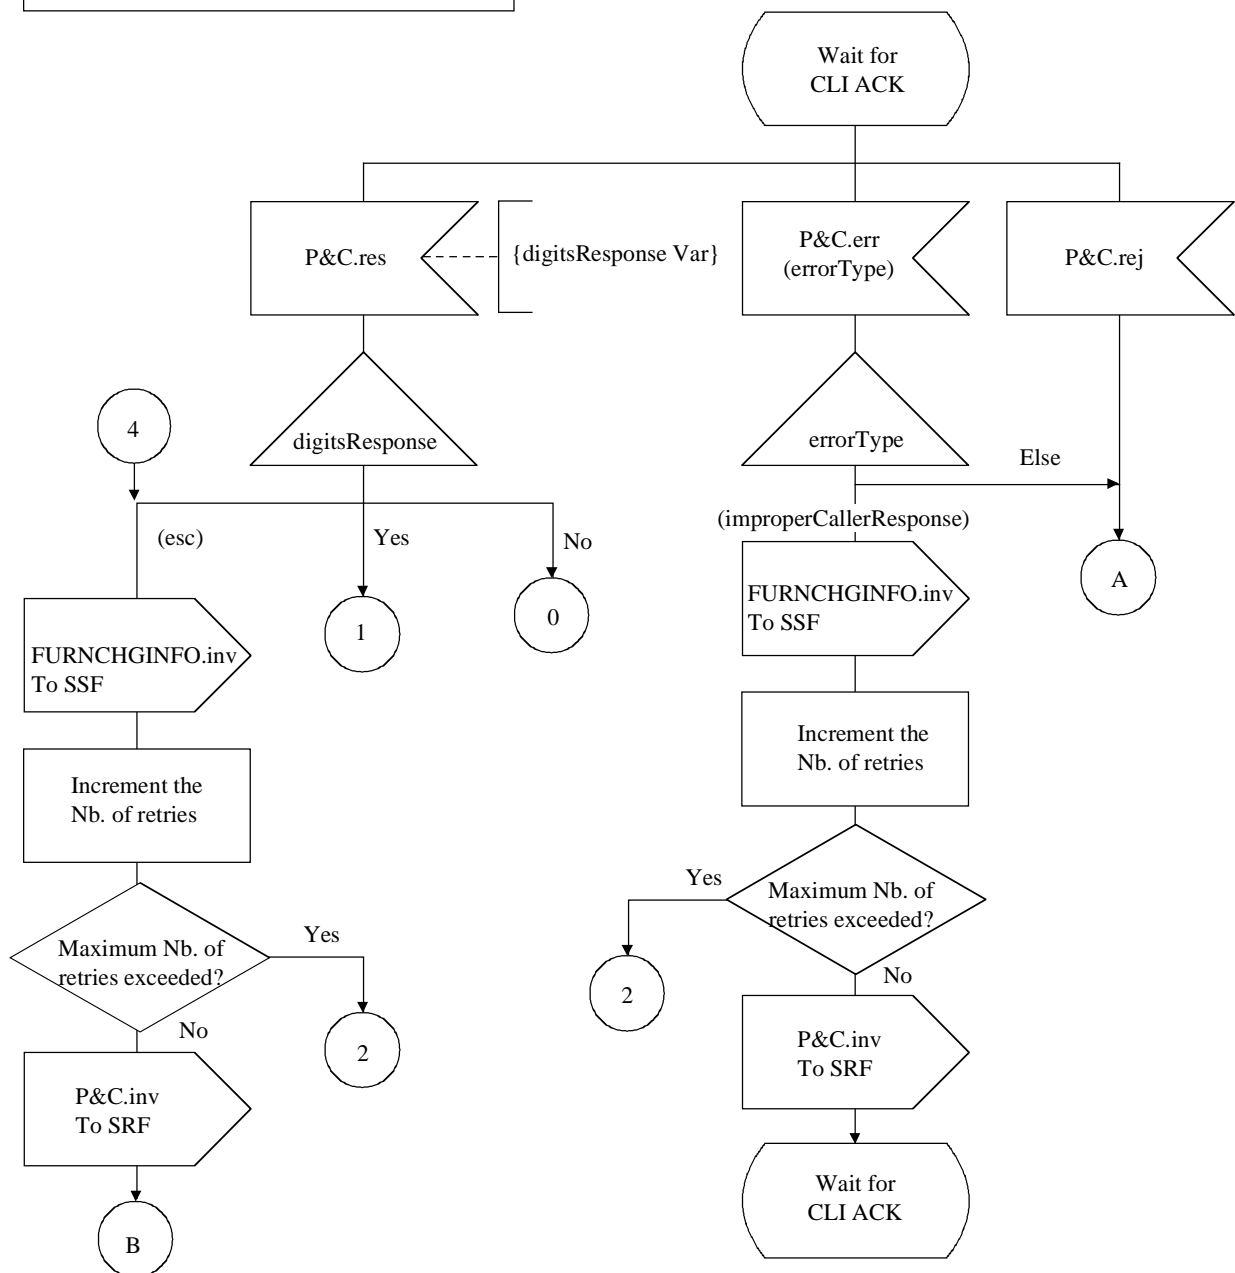 Wait for
CLI ACK
P&C.res
{digitsResponse Var}
P&C.err
(errorType)
P&C.rej
4
digitsResponse
errorType
Else
(esc)
Yes
No
(improperCallerResponse)
A
1
0
FURNCHGINFO.inv
To SSF
FURNCHGINFO.inv
To SSF
Increment the
Nb. of retries
Increment the
Nb. of retries
Yes
Maximum Nb. of
retries exceeded?
Maximum Nb. of
retries exceeded?
Yes
2
No
No
2
P&C.inv
To SRF
P&C.inv
To SRF
Wait for
CLI ACK
B